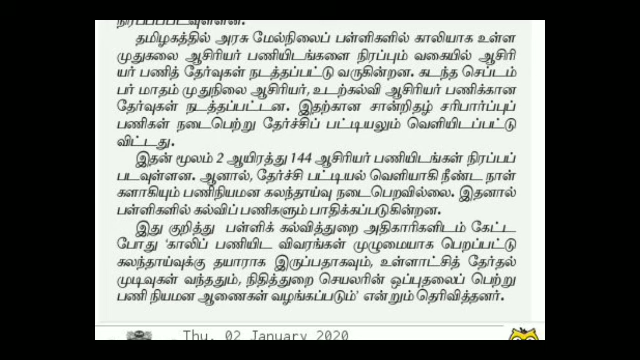 நிரப்பப்படவுள்ளன.
தமிழகத்தில் அரசு மேல்நிலைப் பள்ளிகளில் காலியாக உள்ள
முதுகலை ஆசிரியர் பணியிடங்களை நிரப்பும் வகையில் ஆசிரி
யர் பணித் தேர்வுகள் நடத்தப்பட்டு வருகின்றன. கடந்த செப்டம்
பர் மாதம் முதுநிலை ஆசிரியர், உடற்கல்வி ஆசிரியர் பணிக்கான
தேர்வுகள் நடத்தப்பட்டன. இதற்கான சான்றிதழ் சரிபார்ப்புப்
பணிகள் நடைபெற்று தேர்ச்சிப் பட்டியலும் வெளியிடப்பட்டு
விட்டது.
இதன் மூலம் 2 ஆயிரத்து 144 ஆசிரியர் பணியிடங்கள் நிரப்பப்
படவுள்ளன. ஆனால், தேர்ச்சி பட்டியல் வெளியாகி நீண்ட நாள்
களாகியும் பணிநியமன கலந்தாய்வு நடைபெறவில்லை. இதனால்
பள்ளிகளில் கல்விப் பணிகளும் பாதிக்கப்படுகின்றன.
இது குறித்து பள்ளிக் கல்வித்துறை அதிகாரிகளிடம் கேட்ட
போது 'காலிப் பணியிட விவரங்கள் முழுமையாக பெறப்பட்டு
கலந்தாய்வுக்கு தயாராக இருப்பதாகவும், உள்ளாட்சித் தேர்தல்
முடிவுகள் வந்ததும், நிதித்துறை செயலரின் ஒப்புதலைப் பெற்று
பணி நியமன ஆணைகள் வழங்கப்படும்' என்றும் தெரிவித்தனர்.
Thu, 02 January 2020